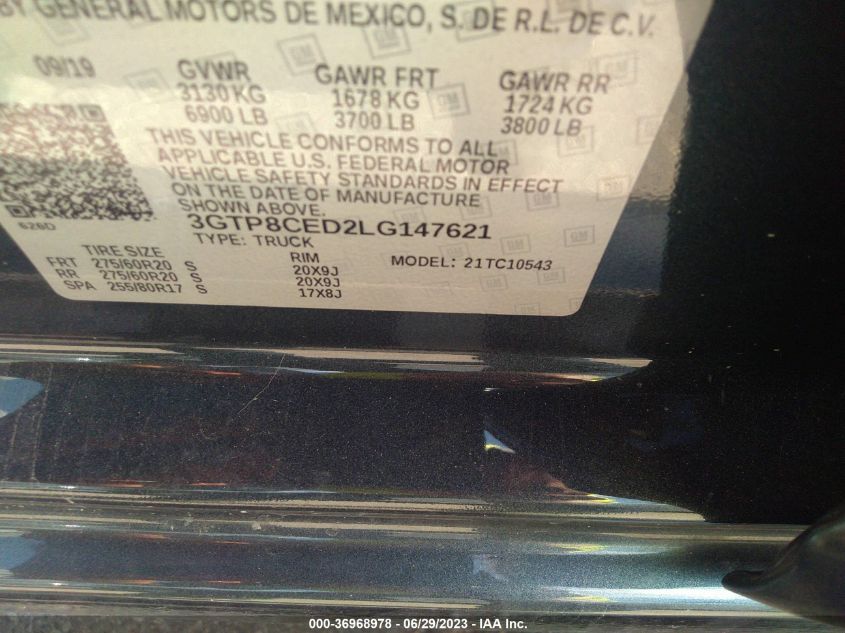 BY GENERAL MOTORS DE MEXICO, S. DE R.L. DE C.V.
09/19 GVWR GAWR FRT GAWR RR
3130 KG 1678 KG 1724 KG
6900 LB 3700 LB 3800 LB
THIS VEHICLE CONFORMS TO ALL
APPLICABLE U.S. FEDERAL MOTOR
VEHICLE SAFETY STANDARDS IN EFFECT
ON THE DATE OF MANUFACTURE
SHOWN ABOVE.
626D
3GTP8CED2LG147621
TYPE: TRUCK
TIRE SIZE RIM MODEL: 21TC10543
FRT 275/60R20 S 20X9J
RR 275/60R20 S 20X9J
SPA 255/80R17 S 17X8J
000-36968978 - 06/29/2023 - IAA Inc.